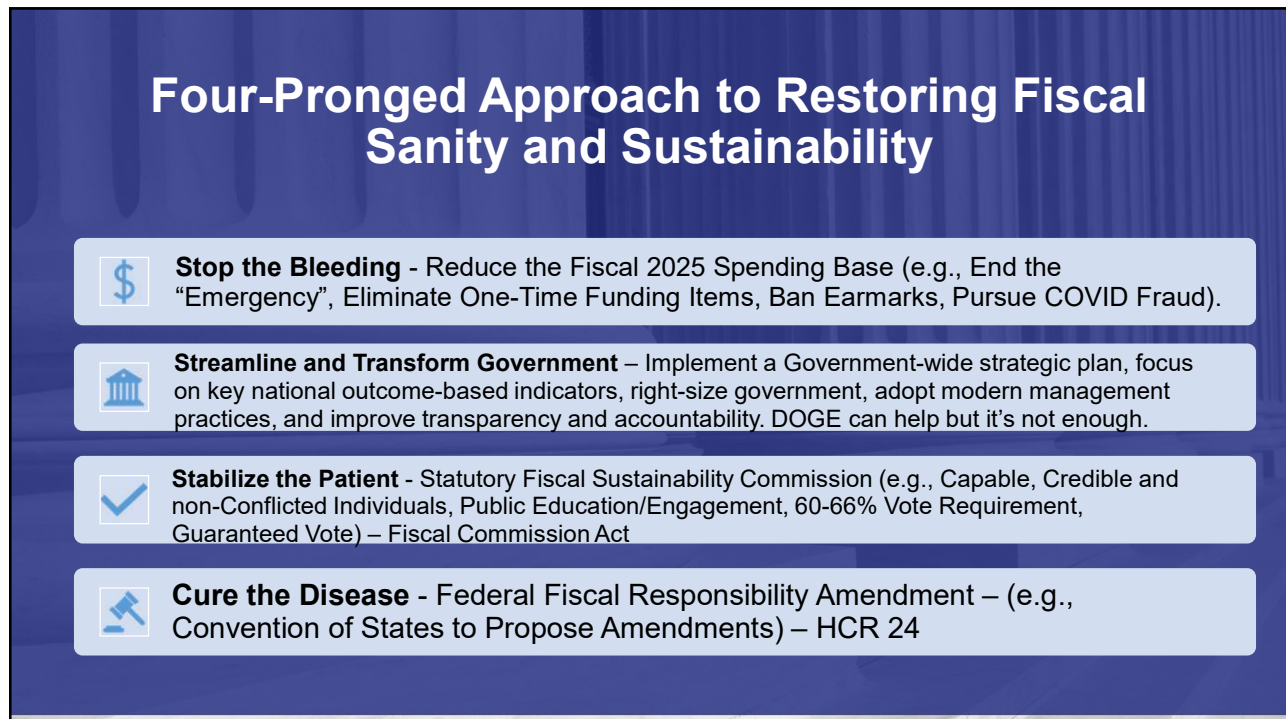 Four-Pronged Approach to Restoring Fiscal
Sanity and Sustainability
$
Stop the Bleeding - Reduce the Fiscal 2025 Spending Base (e.g., End the
“Emergency”, Eliminate One-Time Funding Items, Ban Earmarks, Pursue COVID Fraud).
Streamline and Transform Government – Implement a Government-wide strategic plan, focus
on key national outcome-based indicators, right-size government, adopt modern management
practices, and improve transparency and accountability. DOGE can help but it’s not enough.
Stabilize the Patient - Statutory Fiscal Sustainability Commission (e.g., Capable, Credible and
non-Conflicted Individuals, Public Education/Engagement, 60-66% Vote Requirement,
Guaranteed Vote) – Fiscal Commission Act
Cure the Disease - Federal Fiscal Responsibility Amendment – (e.g.,
Convention of States to Propose Amendments) – HCR 24